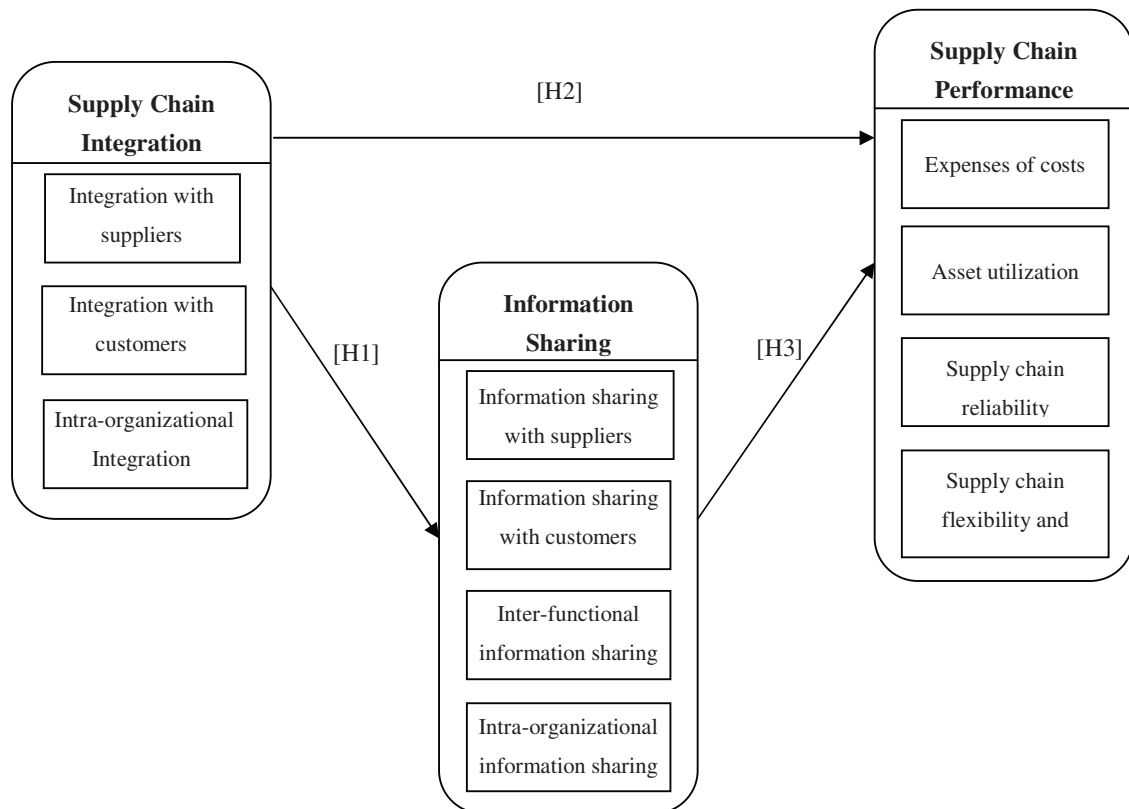 Supply Chain
Integration
Integration with
suppliers
Integration with
customers
Intra-organizational
Integration
[H2]
[H1]
Information
Sharing
Information sharing
with suppliers
Information sharing
with customers
Inter-functional
information sharing
Intra-organizational
information sharing
[H3]
Supply Chain
Performance
Expenses of costs
Asset utilization
Supply chain
reliability
Supply chain
flexibility and